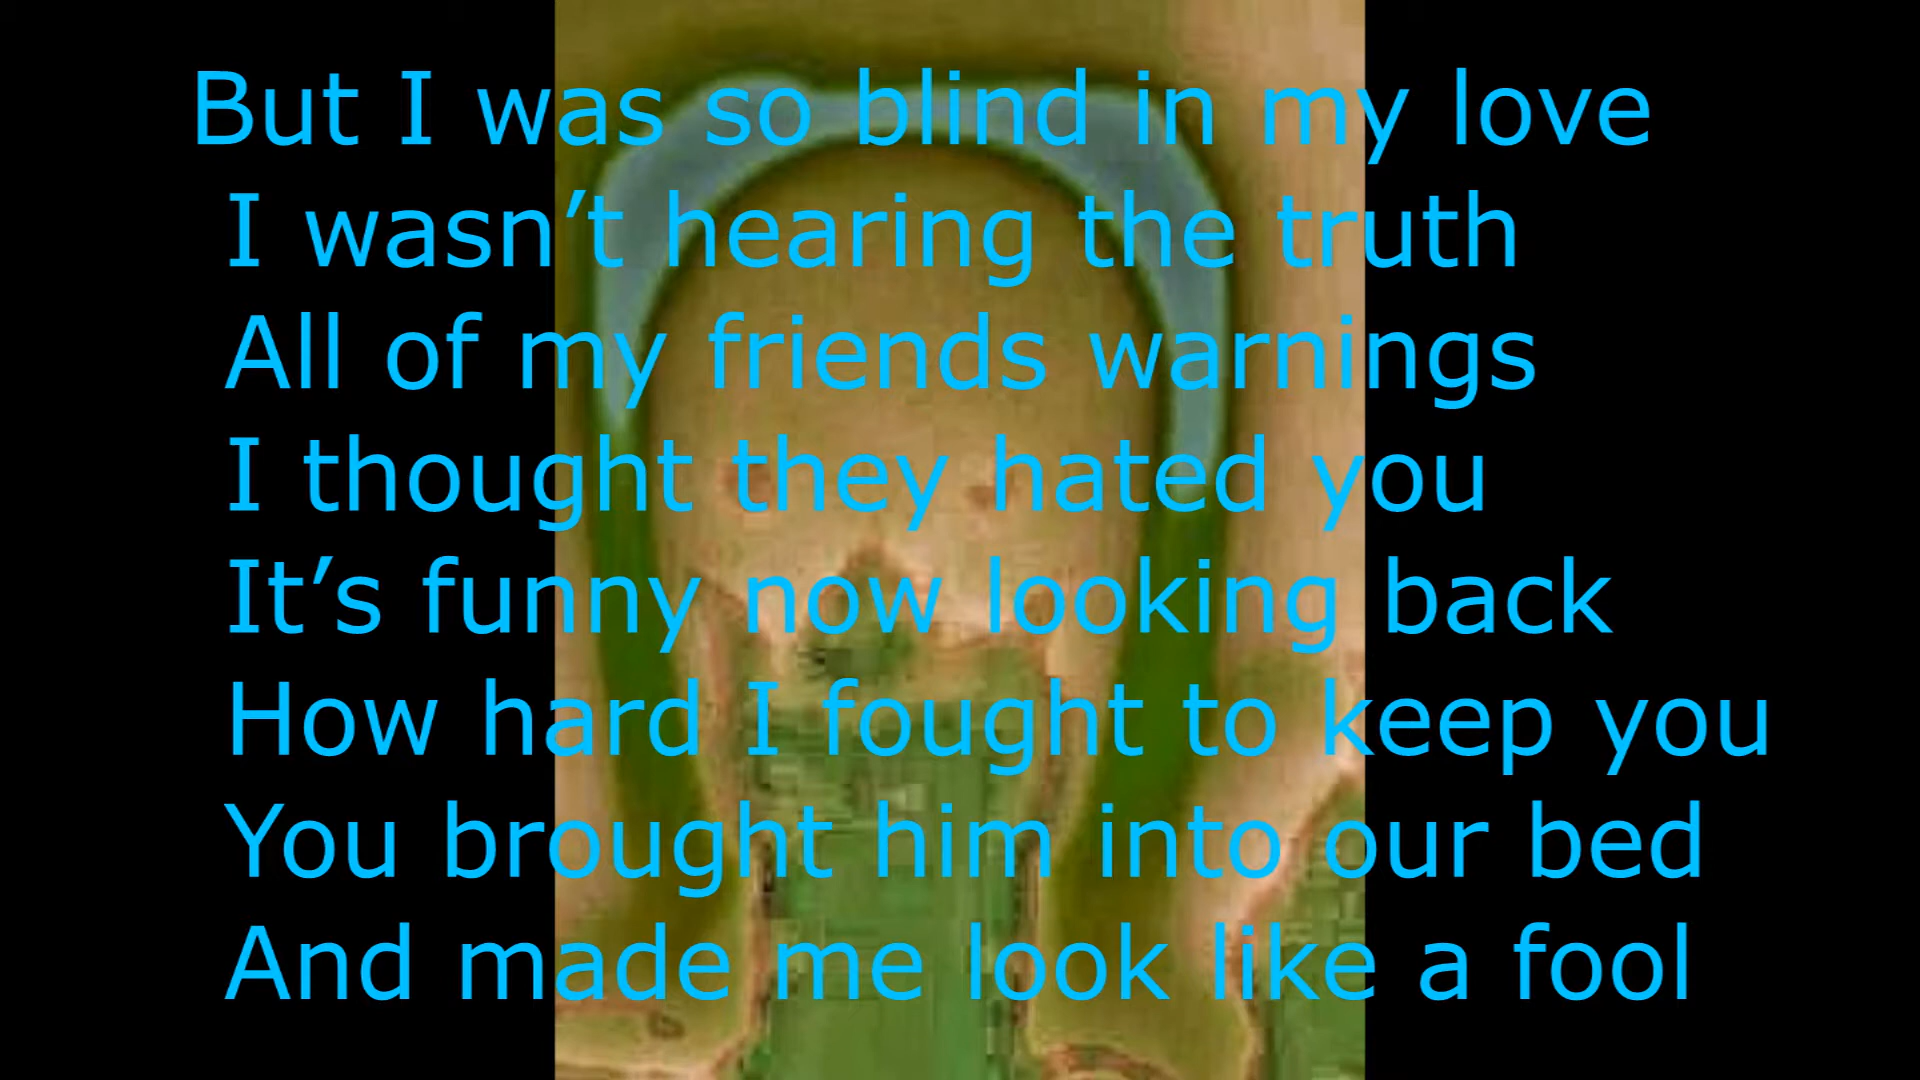 But I was so blind in my love
I wasn’t hearing the truth
All of my friends warnings
I thought they hated you
It’s funny now looking back
How hard I fought to keep you
You brought him into our bed
And made me look like a fool